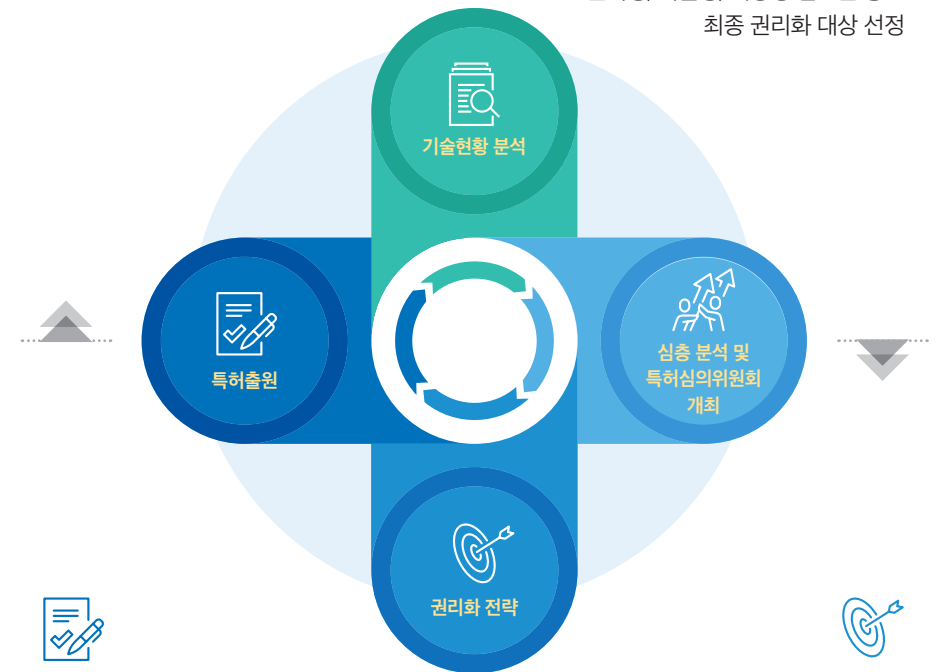 최종 권리화 대상 선정
기술현황 분석
특허출원
심층 분석 및
특허심의위원회
개최
권리화 전략